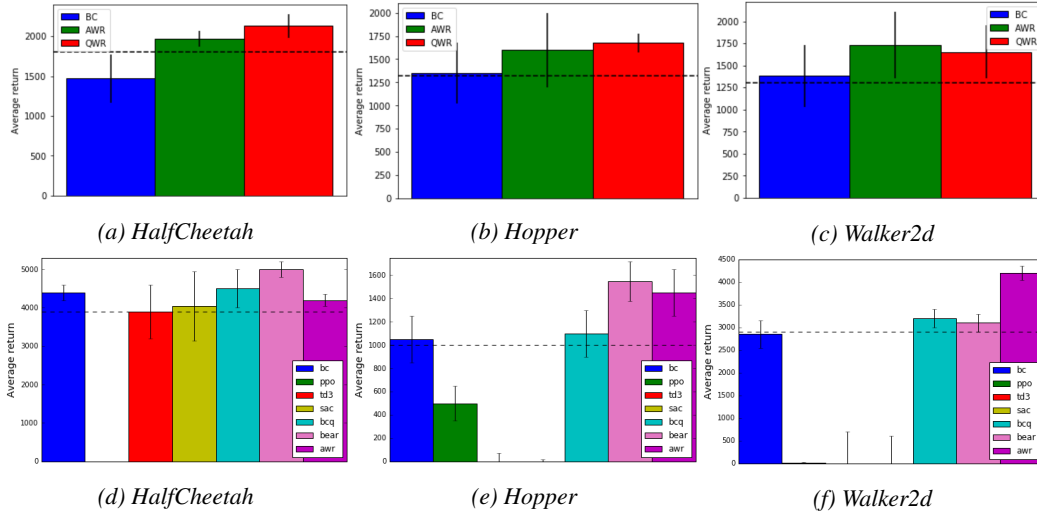 BC
AWR
QWR
Average return
2000
1500
1000
500
0
(a) HalfCheetah
BC
AWR
QWR
Average return
2000
1750
1500
1250
1000
750
500
250
0
(b) Hopper
BC
AWR
QWR
Average return
2000
1750
1500
1250
1000
750
500
250
0
(c) Walker2d
Average return
5000
4000
3000
2000
1000
0
bc
ppo
td3
sac
bcq
bear
awr
(d) HalfCheetah
Average return
1600
1400
1200
1000
800
600
400
200
0
bc
ppo
td3
sac
bcq
bear
awr
(e) Hopper
Average return
4500
4000
3500
3000
2500
2000
1500
1000
500
0
bc
ppo
td3
sac
bcq
bear
awr
(f) Walker2d